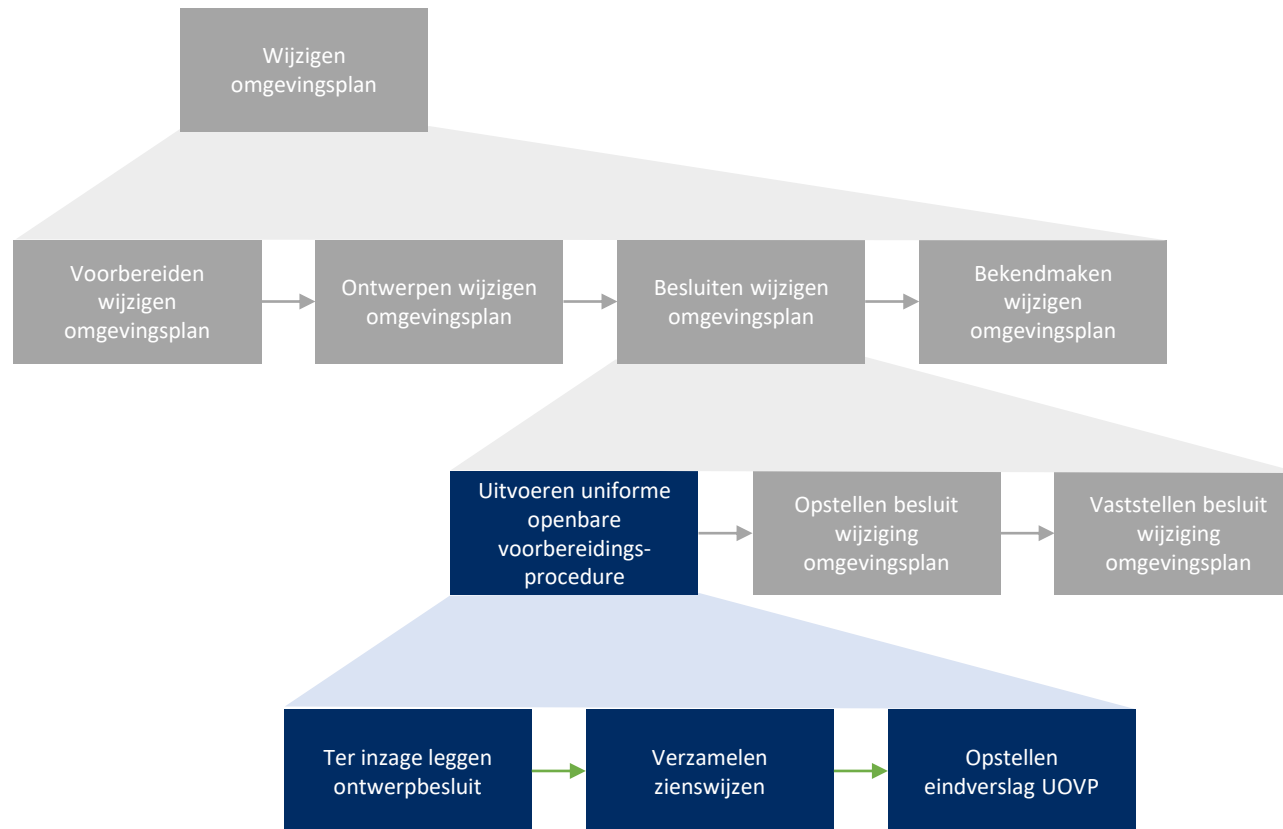 Wijzigen
omgevingsplan
Voorbereiden
wijzigen
omgevingsplan
Ontwerpen wijzigen
omgevingsplan
Besluiten wijzigen
omgevingsplan
Bekendmaken
wijzigen
omgevingsplan
Uitvoeren uniforme
openbare
voorbereidings-
procedure
Opstellen besluit
wijziging
omgevingsplan
Vaststellen besluit
wijziging
omgevingsplan
Ter inzage leggen
ontwerpbesluit
Verzamelen
zienswijzen
Opstellen
eindverslag UOVP